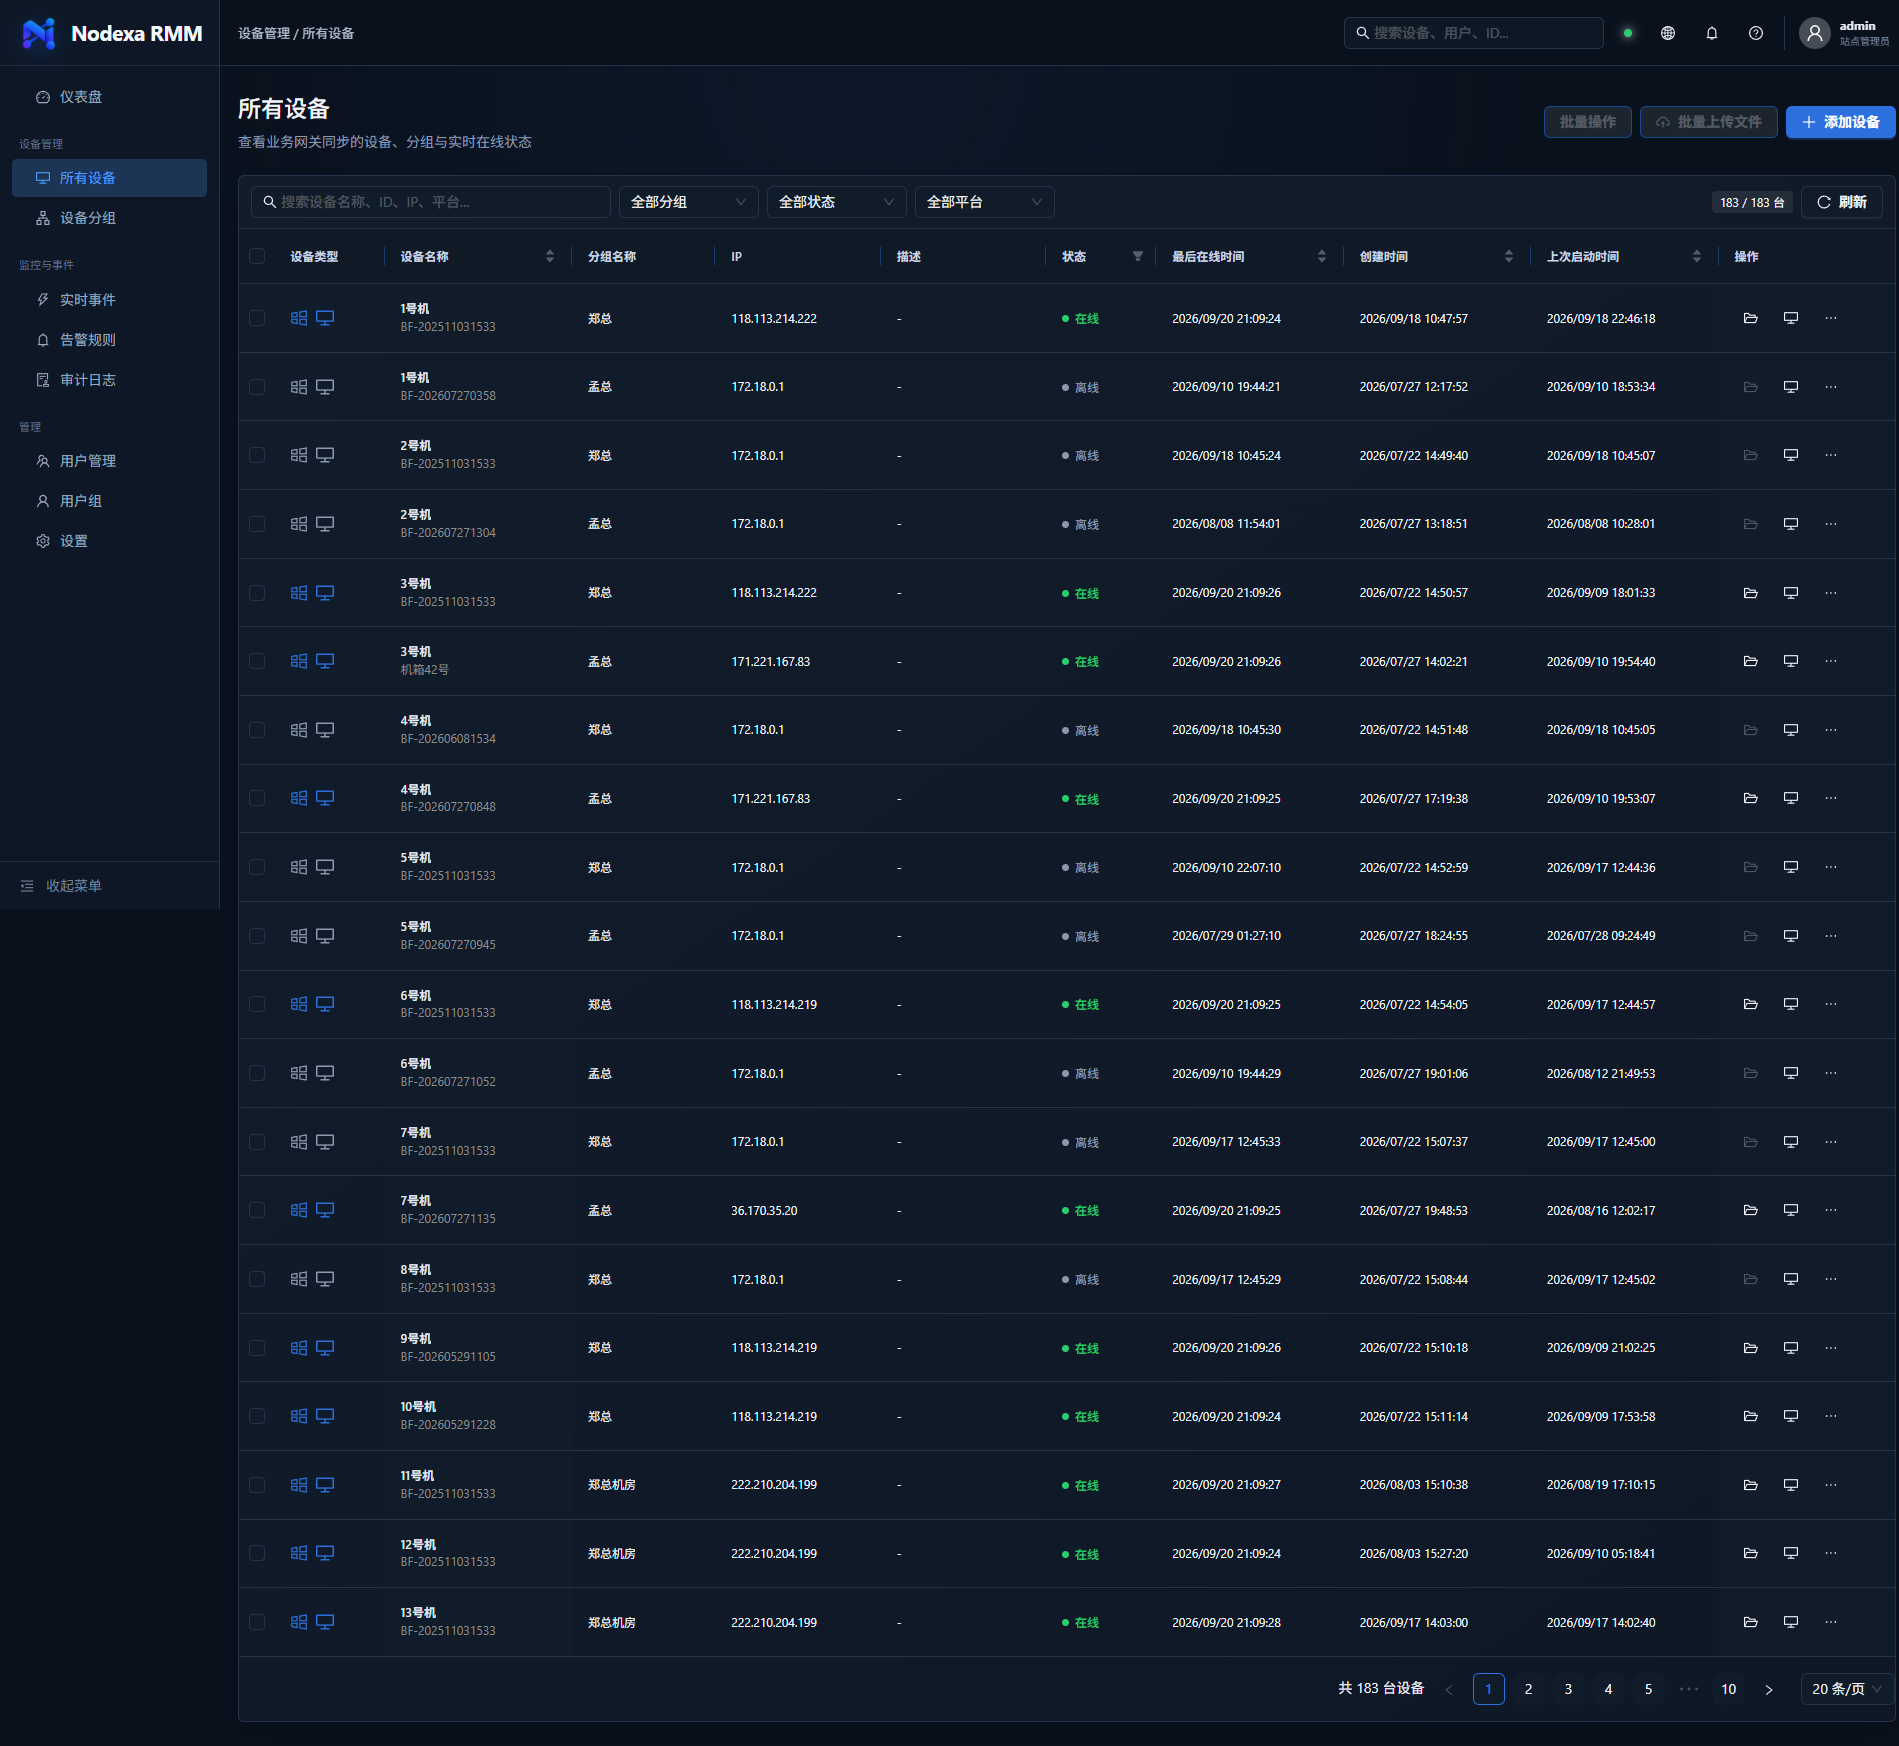 Nodexa RMM
设备管理 / 所有设备
搜索设备、用户、ID...
admin
站点管理员
仪表盘
设备管理
所有设备
设备分组
监控与事件
实时事件
告警规则
审计日志
管理
用户管理
用户组
设置
收起菜单
所有设备
查看业务网关同步的设备、分组与实时在线状态
批量操作 批量上传文件 添加设备
搜索设备名称、ID、IP、平台... 全部分组 全部状态 全部平台 183 / 183 台 刷新
设备类型 设备名称 分组名称 IP 描述 状态 最后在线时间 创建时间 上次启动时间 操作
1号机
BF-202511031533 郑总 118.113.214.222 - 在线 2026/09/20 21:09:24 2026/09/18 10:47:57 2026/09/18 22:46:18
1号机
BF-202607270358 孟总 172.18.0.1 - 离线 2026/09/10 19:44:21 2026/07/27 12:17:52 2026/09/10 18:53:34
2号机
BF-202511031533 郑总 172.18.0.1 - 离线 2026/09/18 10:45:24 2026/07/22 14:49:40 2026/09/18 10:45:07
2号机
BF-202607271304 孟总 172.18.0.1 - 离线 2026/08/08 11:54:01 2026/07/27 13:18:51 2026/08/08 10:28:01
3号机
BF-202511031533 郑总 118.113.214.222 - 在线 2026/09/20 21:09:26 2026/07/22 14:50:57 2026/09/09 18:01:33
3号机
机箱42号 孟总 171.221.167.83 - 在线 2026/09/20 21:09:26 2026/07/27 14:02:21 2026/09/10 19:54:40
4号机
BF-202606081534 郑总 172.18.0.1 - 离线 2026/09/18 10:45:30 2026/07/22 14:51:48 2026/09/18 10:45:05
4号机
BF-202607270848 孟总 171.221.167.83 - 在线 2026/09/20 21:09:25 2026/07/27 17:19:38 2026/09/10 19:53:07
5号机
BF-202511031533 郑总 172.18.0.1 - 离线 2026/09/10 22:07:10 2026/07/22 14:52:59 2026/09/17 12:44:36
5号机
BF-202607270945 孟总 172.18.0.1 - 离线 2026/07/29 01:27:10 2026/07/27 18:24:55 2026/07/28 09:24:49
6号机
BF-202511031533 郑总 118.113.214.219 - 在线 2026/09/20 21:09:25 2026/07/22 14:54:05 2026/09/17 12:44:57
6号机
BF-202607271052 孟总 172.18.0.1 - 离线 2026/09/10 19:44:29 2026/07/27 19:01:06 2026/08/12 21:49:53
7号机
BF-202511031533 郑总 172.18.0.1 - 离线 2026/09/17 12:45:33 2026/07/22 15:07:37 2026/09/17 12:45:00
7号机
BF-202607271135 孟总 36.170.35.20 - 在线 2026/09/20 21:09:25 2026/07/27 19:48:53 2026/08/16 12:02:17
8号机
BF-202511031533 郑总 172.18.0.1 - 离线 2026/09/17 12:45:29 2026/07/22 15:08:44 2026/09/17 12:45:02
9号机
BF-202605291105 郑总 118.113.214.219 - 在线 2026/09/20 21:09:26 2026/07/22 15:10:18 2026/09/09 21:02:25
10号机
BF-202605291228 郑总 118.113.214.219 - 在线 2026/09/20 21:09:24 2026/07/22 15:11:14 2026/09/09 17:53:58
11号机
BF-202511031533 郑总机房 222.210.204.199 - 在线 2026/09/20 21:09:27 2026/08/03 15:10:38 2026/08/19 17:10:15
12号机
BF-202511031533 郑总机房 222.210.204.199 - 在线 2026/09/20 21:09:24 2026/08/03 15:27:20 2026/09/10 05:18:41
13号机
BF-202511031533 郑总机房 222.210.204.199 - 在线 2026/09/20 21:09:28 2026/09/17 14:03:00 2026/09/17 14:02:40
共 183 台设备 1 2 3 4 5 ••• 10 20 条/页